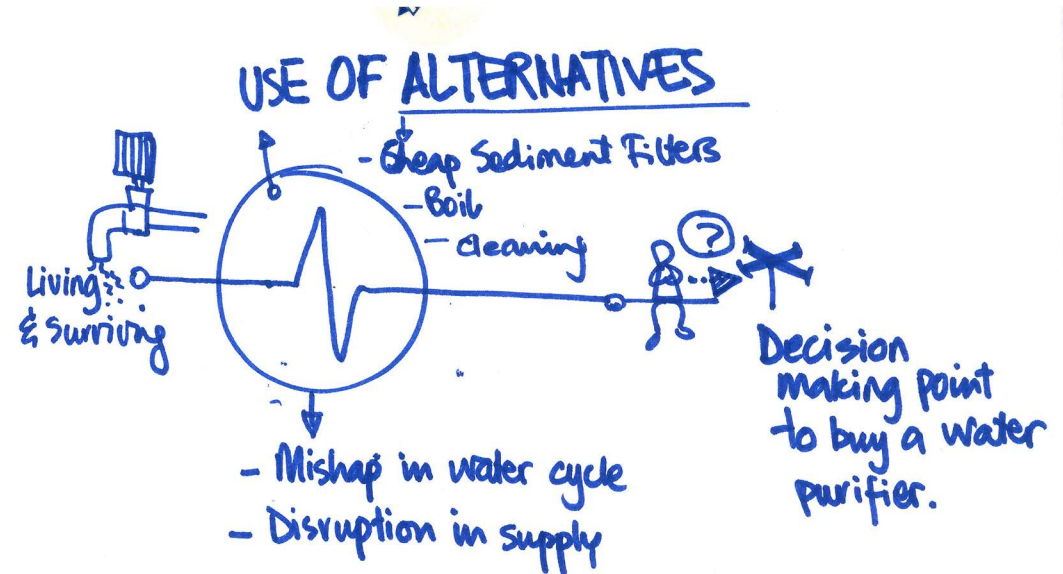 USE OF ALTERNATIVES
- Cheap Sediment Filters
- Boil
- cleaning
?
Living
& Surviving
Decision
making point
to buy a water
purifier.
- Mishap in water cycle
- Disruption in supply